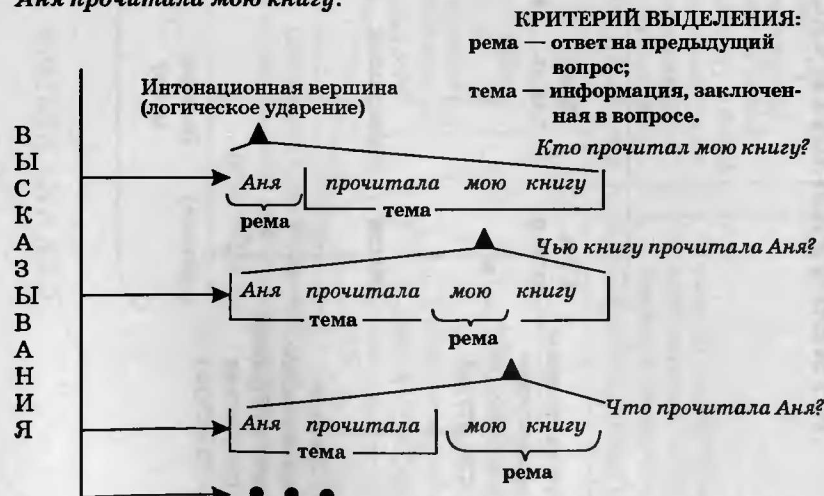 Аня прочитала мою книгу.
КРИТЕРИЙ ВЫДЕЛЕНИЯ:
рема — ответ на предыдущий
вопрос;
тема — информация, заключен-
ная в вопросе.
Интонационная вершина
(логическое ударение)
ВЫСКАЗЫВАНИЯ
Кто прочитал мою книгу?
Аня прочитала мою книгу
тема
рема
Чью книгу прочитала Аня?
Аня прочитала мою книгу
тема
рема
Что прочитала Аня?
Аня прочитала мою книгу
тема
рема